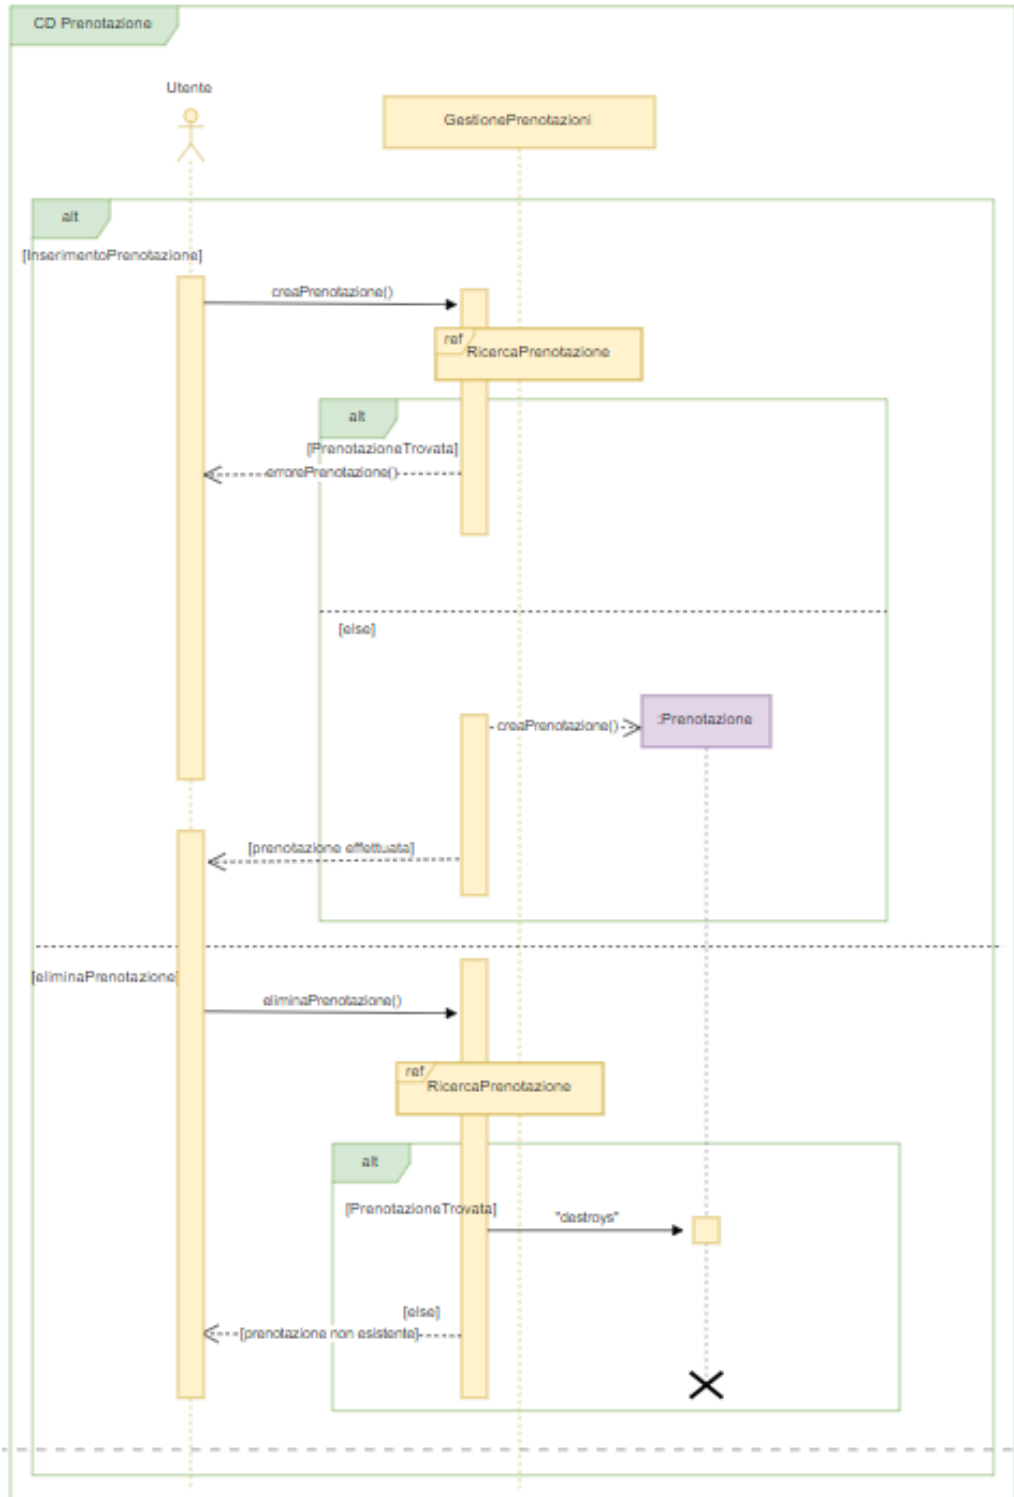 CD Prenotazione
Utente
GestionePrenotazioni
alt
[InserimentoPrenotazione]
creaPrenotazione()
ref
RicercaPrenotazione
alt
[PrenotazioneTrovata]
errorePrenotazione()
[else]
creaPrenotazione()
:Prenotazione
[prenotazione effettuata]
[eliminaPrenotazione]
eliminaPrenotazione()
ref
RicercaPrenotazione
alt
[PrenotazioneTrovata]
"destroys"
[else]
[prenotazione non esistente]